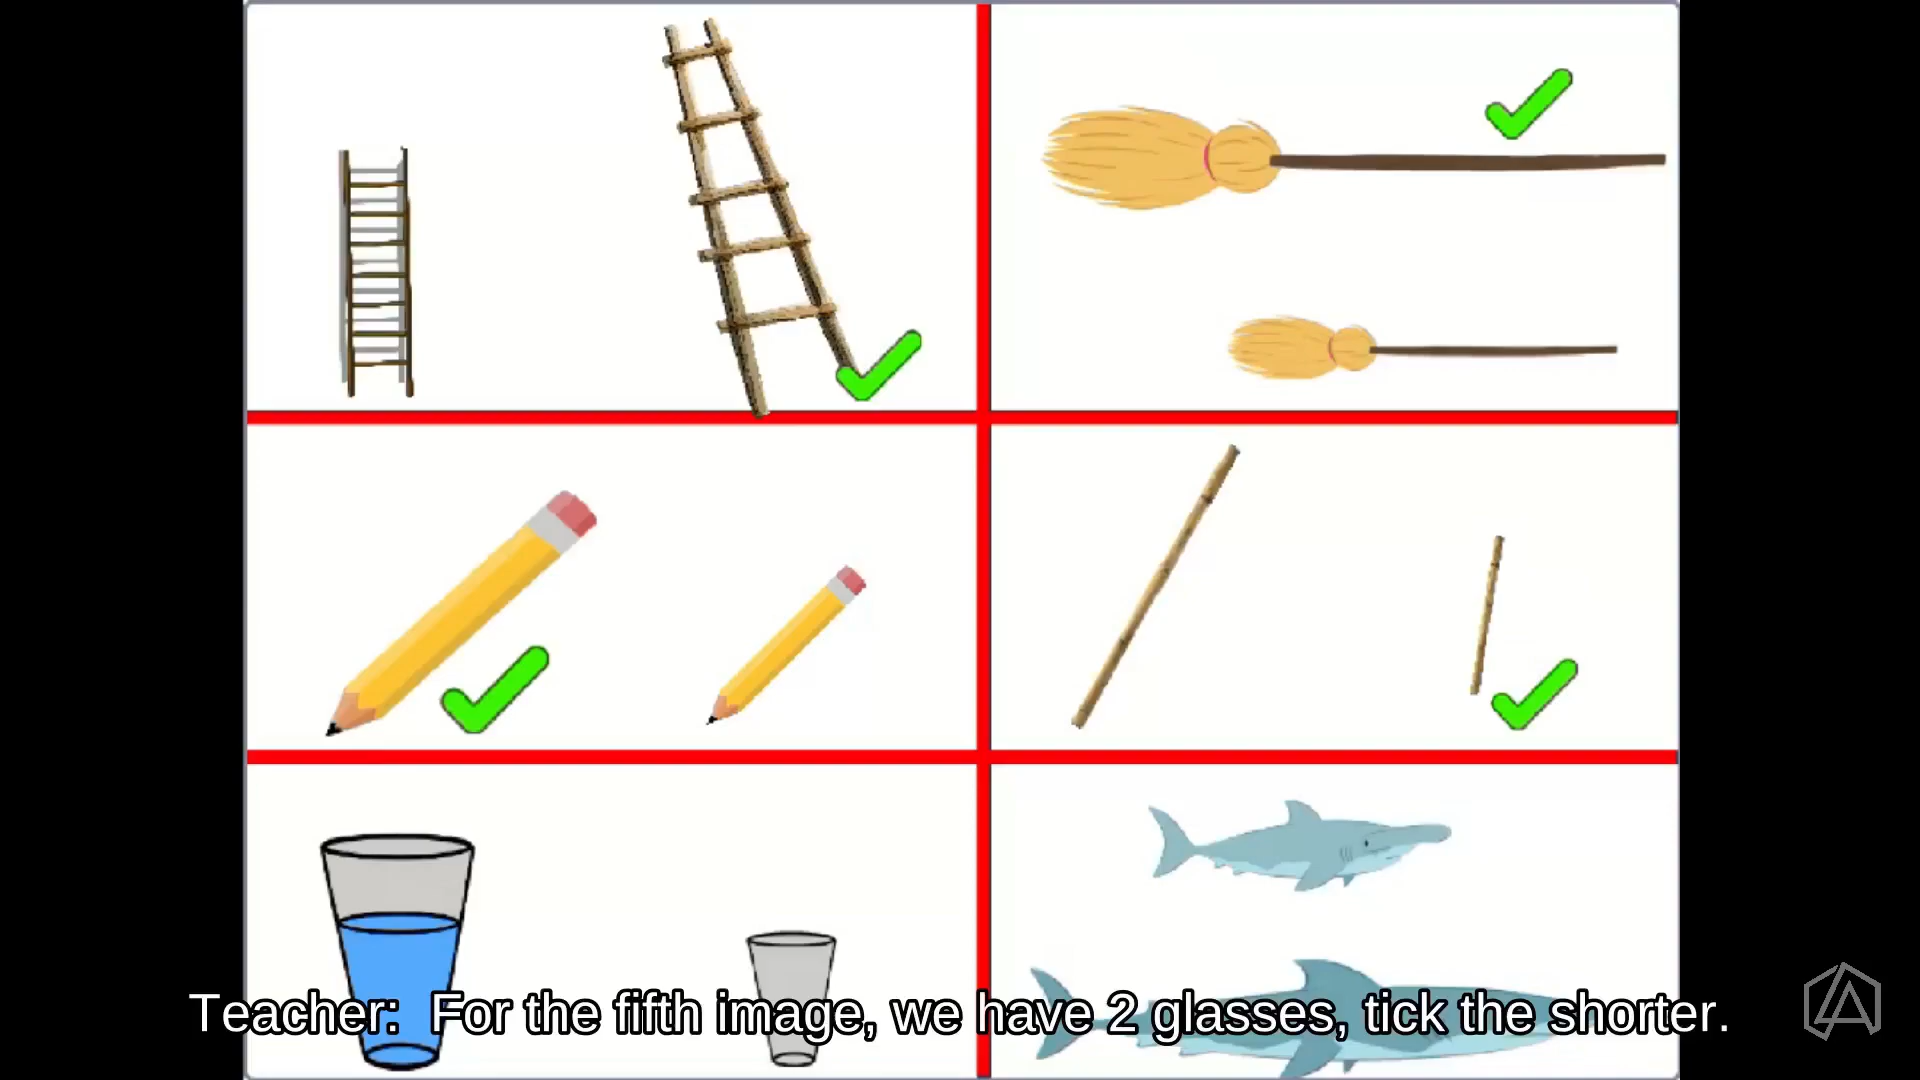 Teacher:  For the fifth image, we have 2 glasses, tick the shorter.